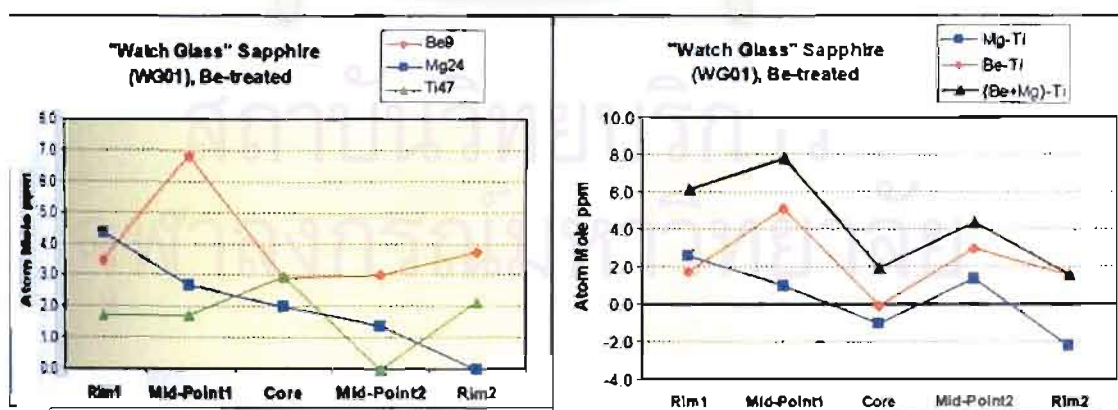 "Watch Glass" Sapphire
(WG01), Be-treated
Be9
Mg24
Ti47
Atom Mole ppm
8.0
7.0
6.0
5.0
4.0
3.0
2.0
1.0
0.0
Rim1 Mid-Point1 Core Mid-Point2 Rim2
"Watch Glass" Sapphire
(WG01), Be-treated
Mg-Ti
Be-Ti
(Be+Mg)-Ti
Atom Mole ppm
10.0
8.0
6.0
4.0
2.0
0.0
-2.0
-4.0
Rim1 Mid-Point1 Core Mid-Point2 Rim2